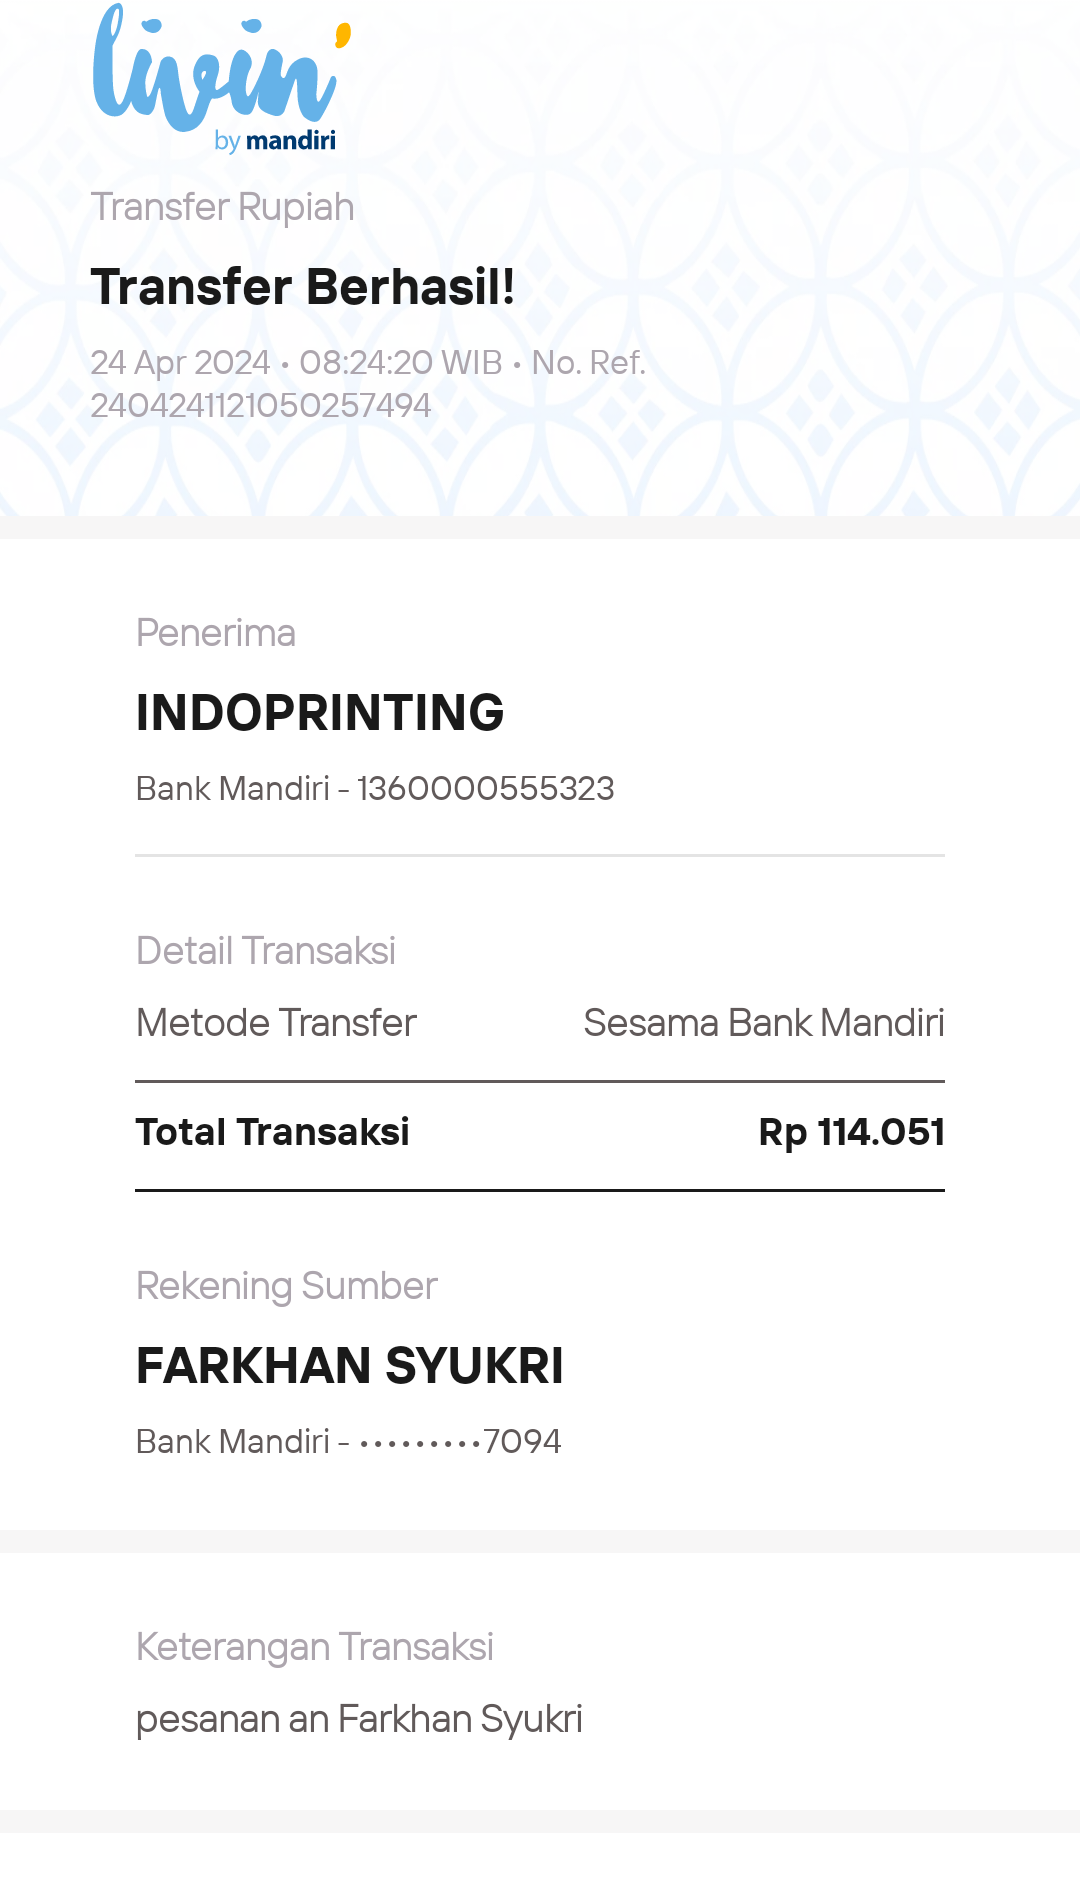 livin'
by mandiri
Transfer Rupiah
Transfer Berhasil!
24 Apr 2024 • 08:24:20 WIB • No. Ref.
2404241121050257494
Penerima
INDOPRINTING
Bank Mandiri - 1360000555323
Detail Transaksi
Metode Transfer Sesama Bank Mandiri
Total Transaksi Rp 114.051
Rekening Sumber
FARKHAN SYUKRI
Bank Mandiri - •••••••••7094
Keterangan Transaksi
pesanan an Farkhan Syukri